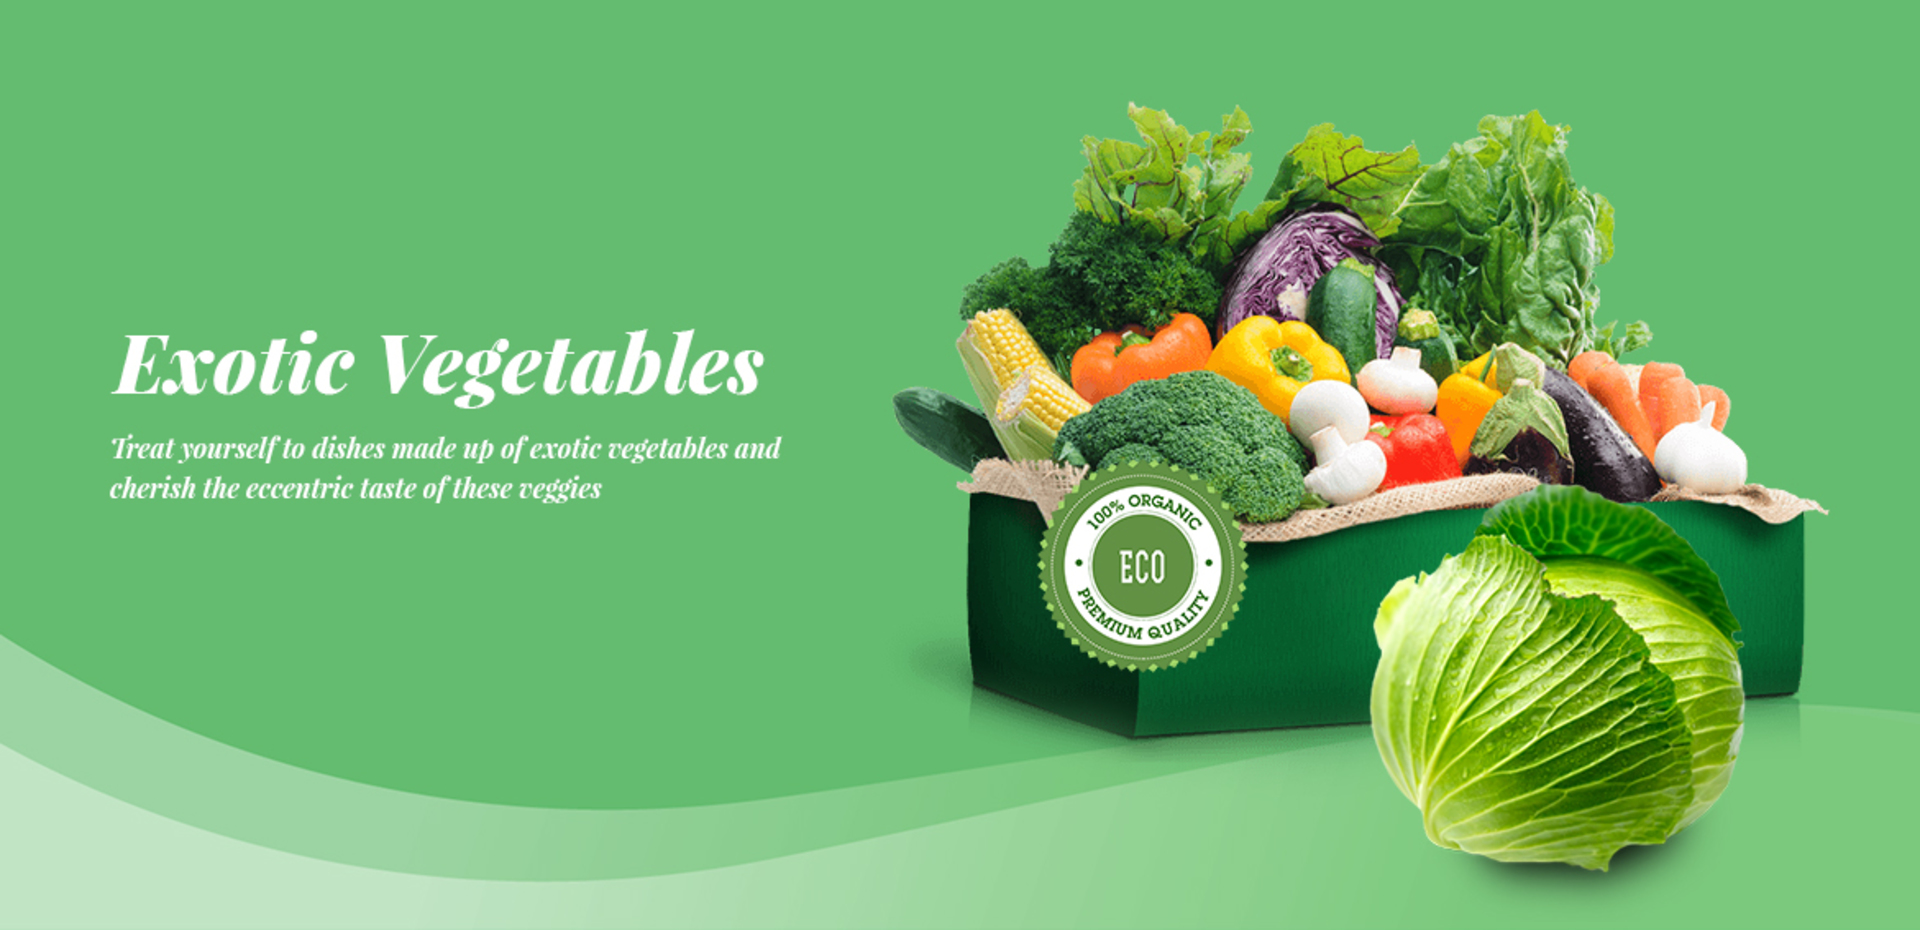 Exotic Vegetables
Treat yourself to dishes made up of exotic vegetables and
cherish the eccentric taste of these veggies
100% ORGANIC
ECO
PREMIUM QUALITY